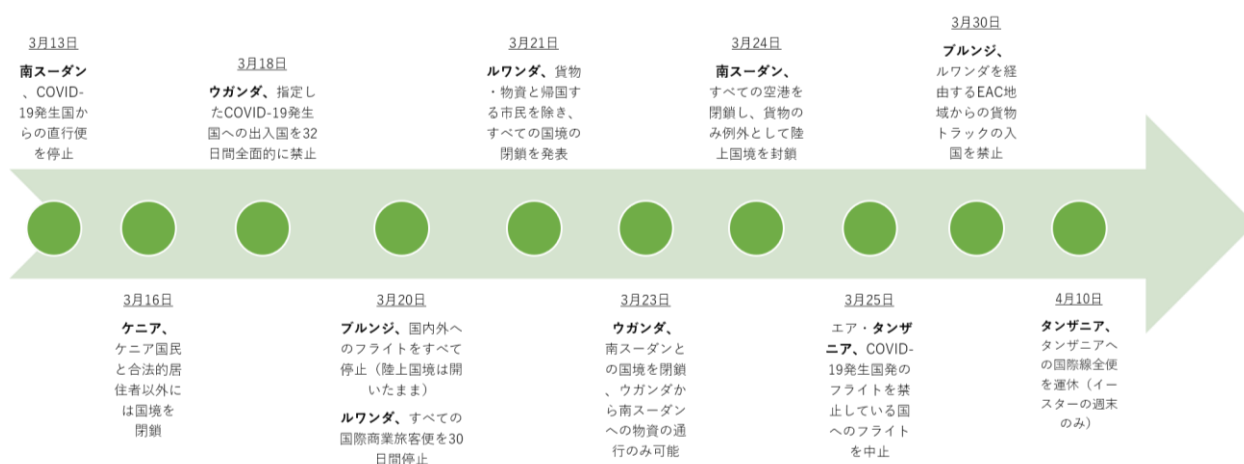 3月13日
南スーダン
、COVID-
19発生国か
らの直行便
を停止
3月16日
ケニア、
ケニア国民
と合法的居
住者以外に
は国境を
閉鎖
3月18日
ウガンダ、指定し
たCOVID-19発生
国への出入国を32
日間全面的に禁止
3月20日
ブルンジ、国内外へ
のフライトをすべて
停止（陸上国境は開
いたまま）
ルワンダ、すべての
国際商業旅客便を30
日間停止
3月21日
ルワンダ、貨物
・物資と帰国す
る市民を除き、
すべての国境の
閉鎖を発表
3月23日
ウガンダ、
南スーダンと
の国境を閉鎖
、ウガンダか
ら南スーダン
への物資の通
行のみ可能
3月24日
南スーダン、
すべての空港を
閉鎖し、貨物の
み例外として陸
上国境を封鎖
3月25日
エア・タンザ
ニア、COVID-
19発生国発の
フライトを禁
止している国
へのフライト
を中止
3月30日
ブルンジ、
ルワンダを経
由するEAC地
域からの貨物
トラックの入
国を禁止
4月10日
タンザニア、
タンザニアへ
の国際線全便
を運休（イー
スターの週末
のみ）